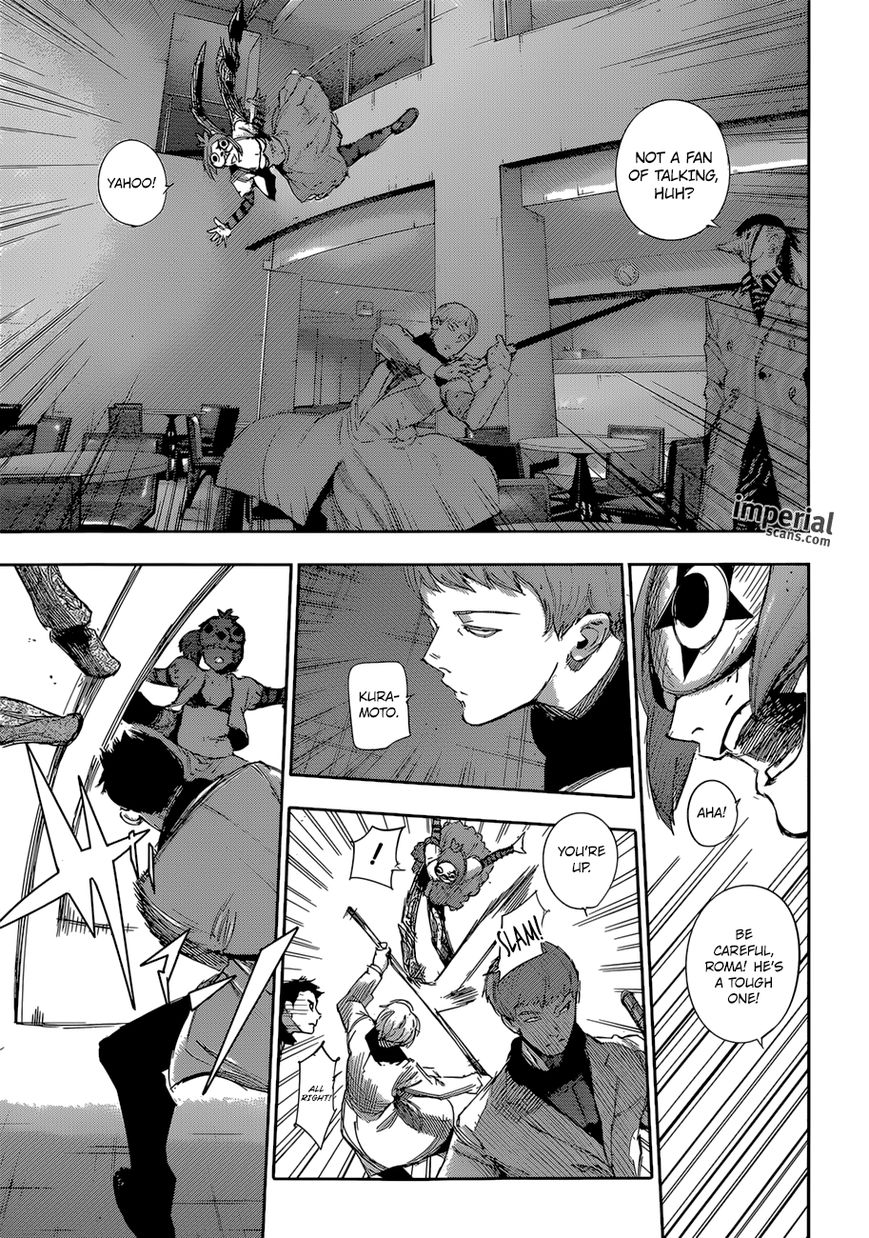 NOT A FAN
OF TALKING,
HUH?
YAHOO!
imperial
scans.com
AHA!
BE
CAREFUL,
ROMA! HE'S
A TOUGH
ONE!
KURA-
MOTO.
YOU'RE
UP.
!
SLAM!
ALL
RIGHT!